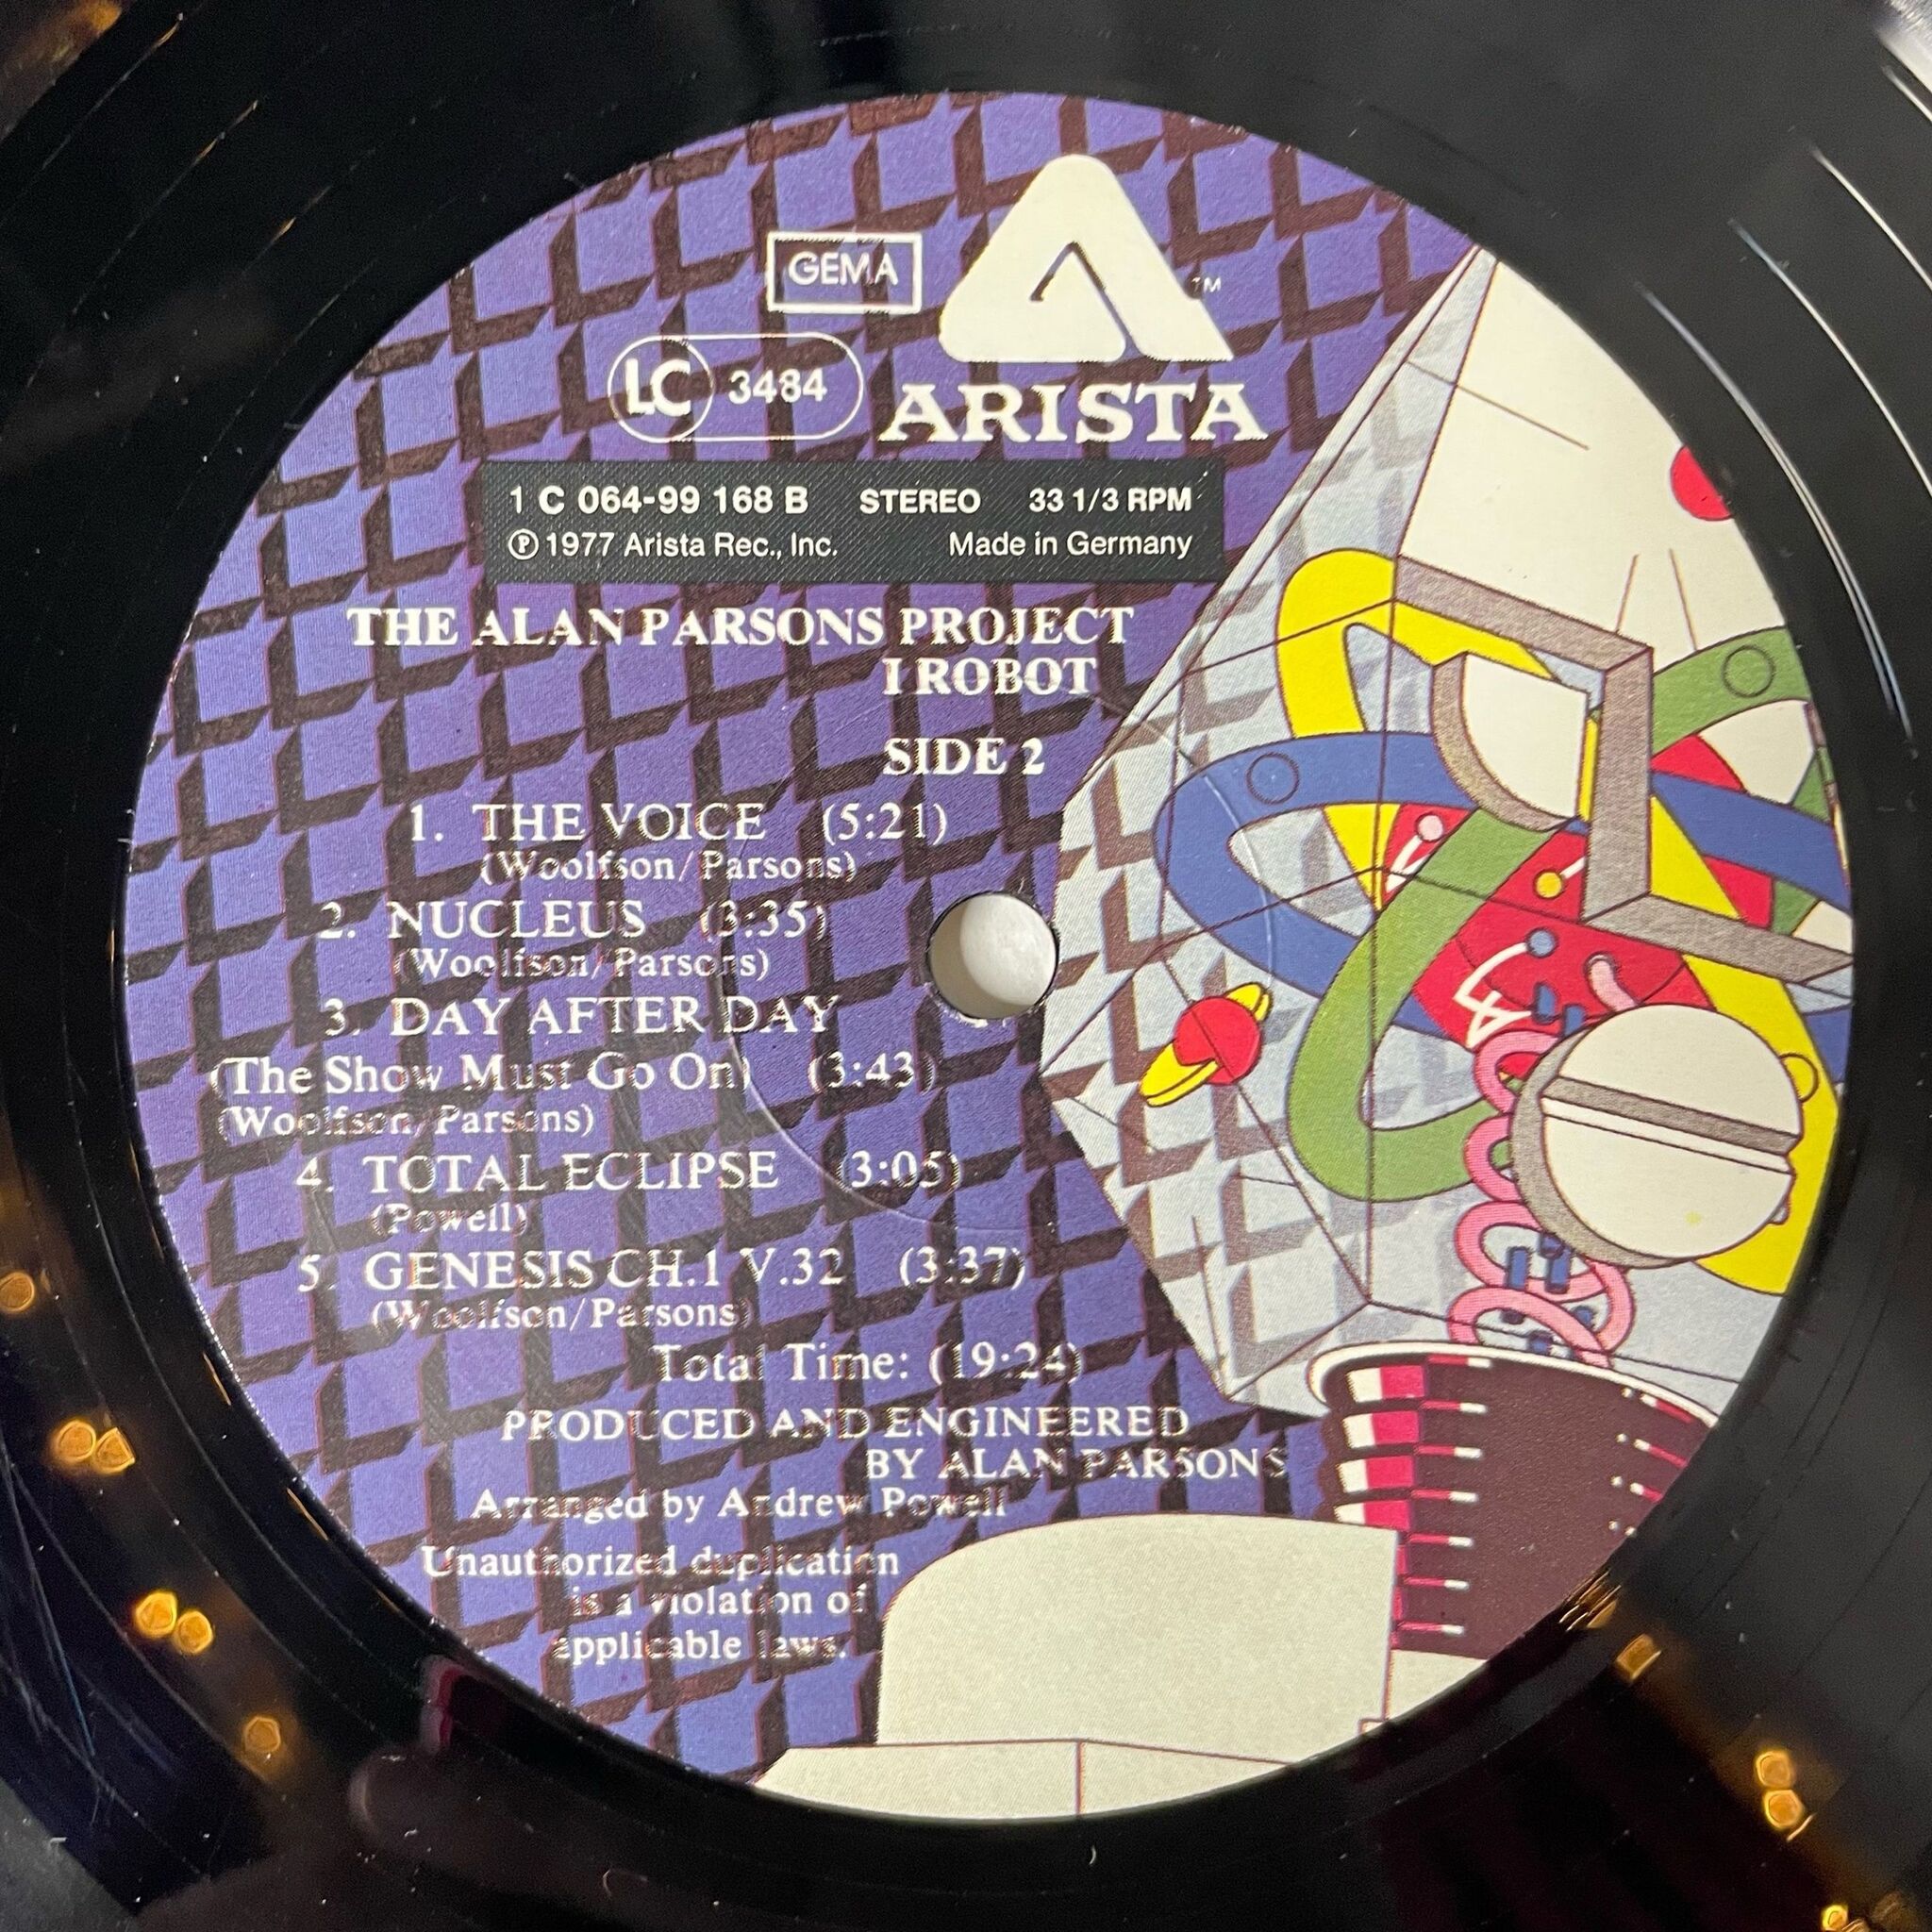 GEMA
LC 3484
TM
ARISTA
1 C 064-99 168 B STEREO 33 1/3 RPM
℗ 1977 Arista Rec., Inc. Made in Germany
THE ALAN PARSONS PROJECT
I ROBOT
SIDE 2
1. THE VOICE (5:21)
(Woolfson/Parsons)
2. NUCLEUS (3:35)
(Woolfson/Parsons)
3. DAY AFTER DAY
(The Show Must Go On) (3:43)
(Woolfson/Parsons)
4. TOTAL ECLIPSE (3:05)
(Powell)
5. GENESIS CH.1 V.32 (3:37)
(Woolfson/Parsons)
Total Time: (19:24)
PRODUCED AND ENGINEERED
BY ALAN PARSONS
Arranged by Andrew Powell
Unauthorized duplication
is a violation of
applicable laws.